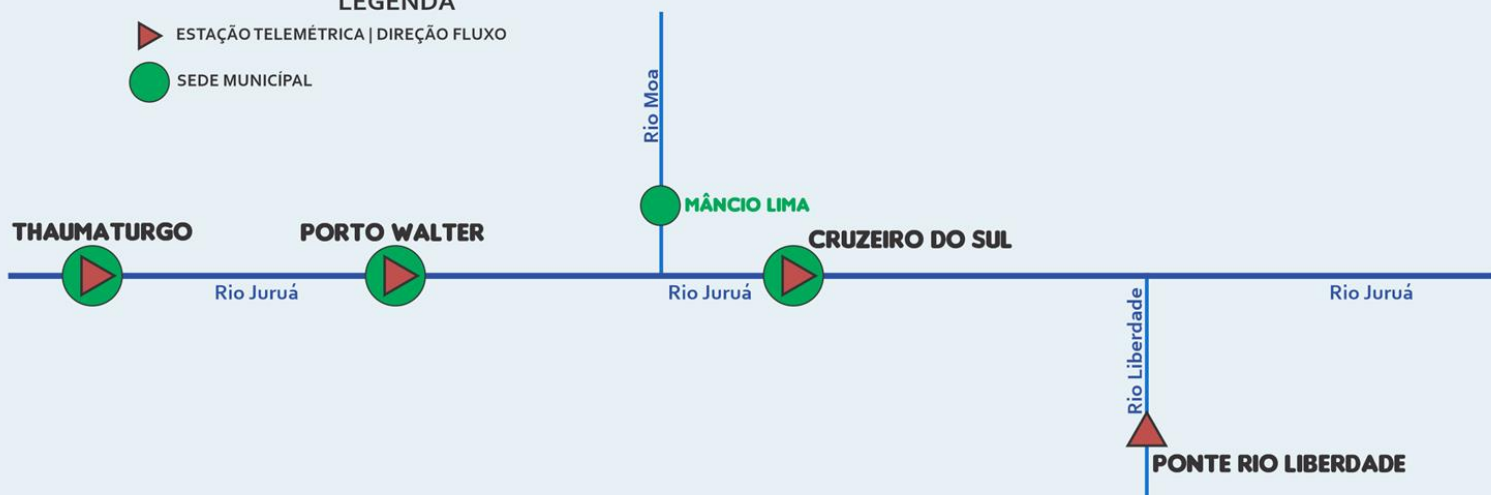 LEGENDA
ESTAÇÃO TELEMÉTRICA | DIREÇÃO FLUXO
SEDE MUNICÍPAL
Rio Moa
MÂNCIO LIMA
THAUMATURGO
PORTO WALTER
CRUZEIRO DO SUL
Rio Juruá
Rio Juruá
Rio Juruá
Rio Liberdade
PONTE RIO LIBERDADE